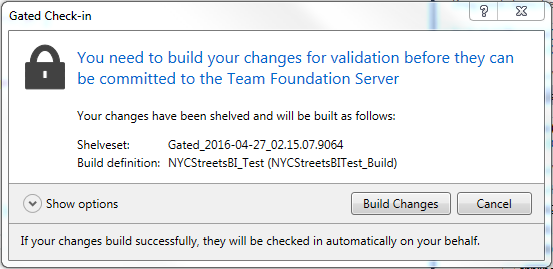 Gated Check-in
You need to build your changes for validation before they can
be committed to the Team Foundation Server
Your changes have been shelved and will be built as follows:
Shelveset: Gated_2016-04-27_02.15.07.9064
Build definition: NYCStreetsBI_Test (NYCStreetsBITest_Build)
Show options
Build Changes
Cancel
If your changes build successfully, they will be checked in automatically on your behalf.